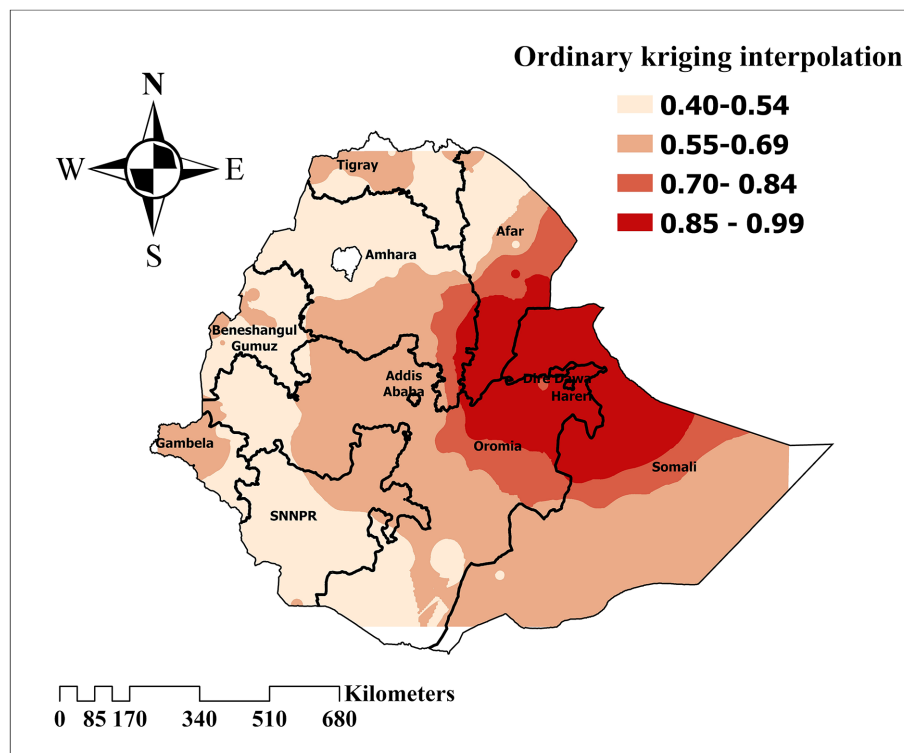 Ordinary kriging interpolation
0.40-0.54
0.55-0.69
0.70- 0.84
0.85 - 0.99
N
W
E
S
Tigray
Afar
Amhara
Beneshangul
Gumuz
Addis
Ababa
Dire Dawa
Hareri
Gambela
Oromia
Somali
SNNPR
Kilometers
0 85 170 340 510 680